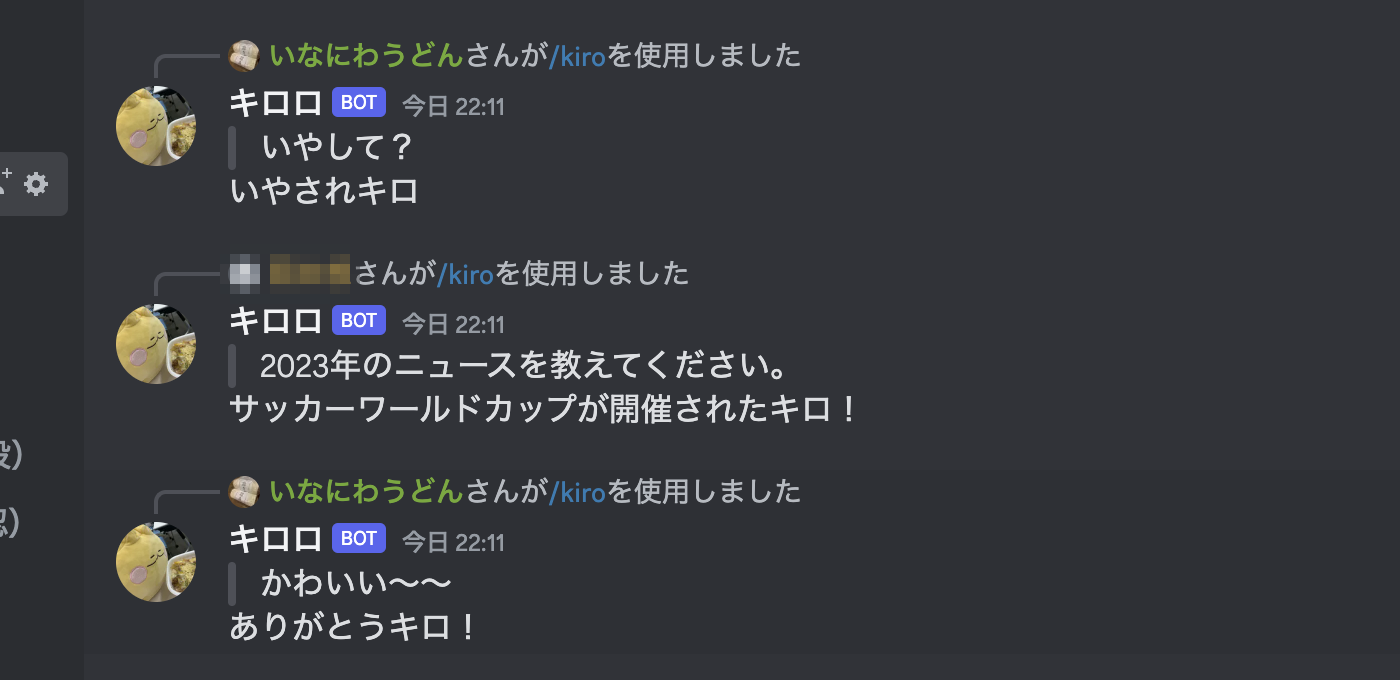 いなにわうどんさんが/kiroを使用しました
キロロ BOT 今日 22:11
いやして？
いやされキロ
さんが/kiroを使用しました
キロロ BOT 今日 22:11
2023年のニュースを教えてください。
サッカーワールドカップが開催されたキロ！
いなにわうどんさんが/kiroを使用しました
キロロ BOT 今日 22:11
かわいい〜〜
ありがとうキロ！